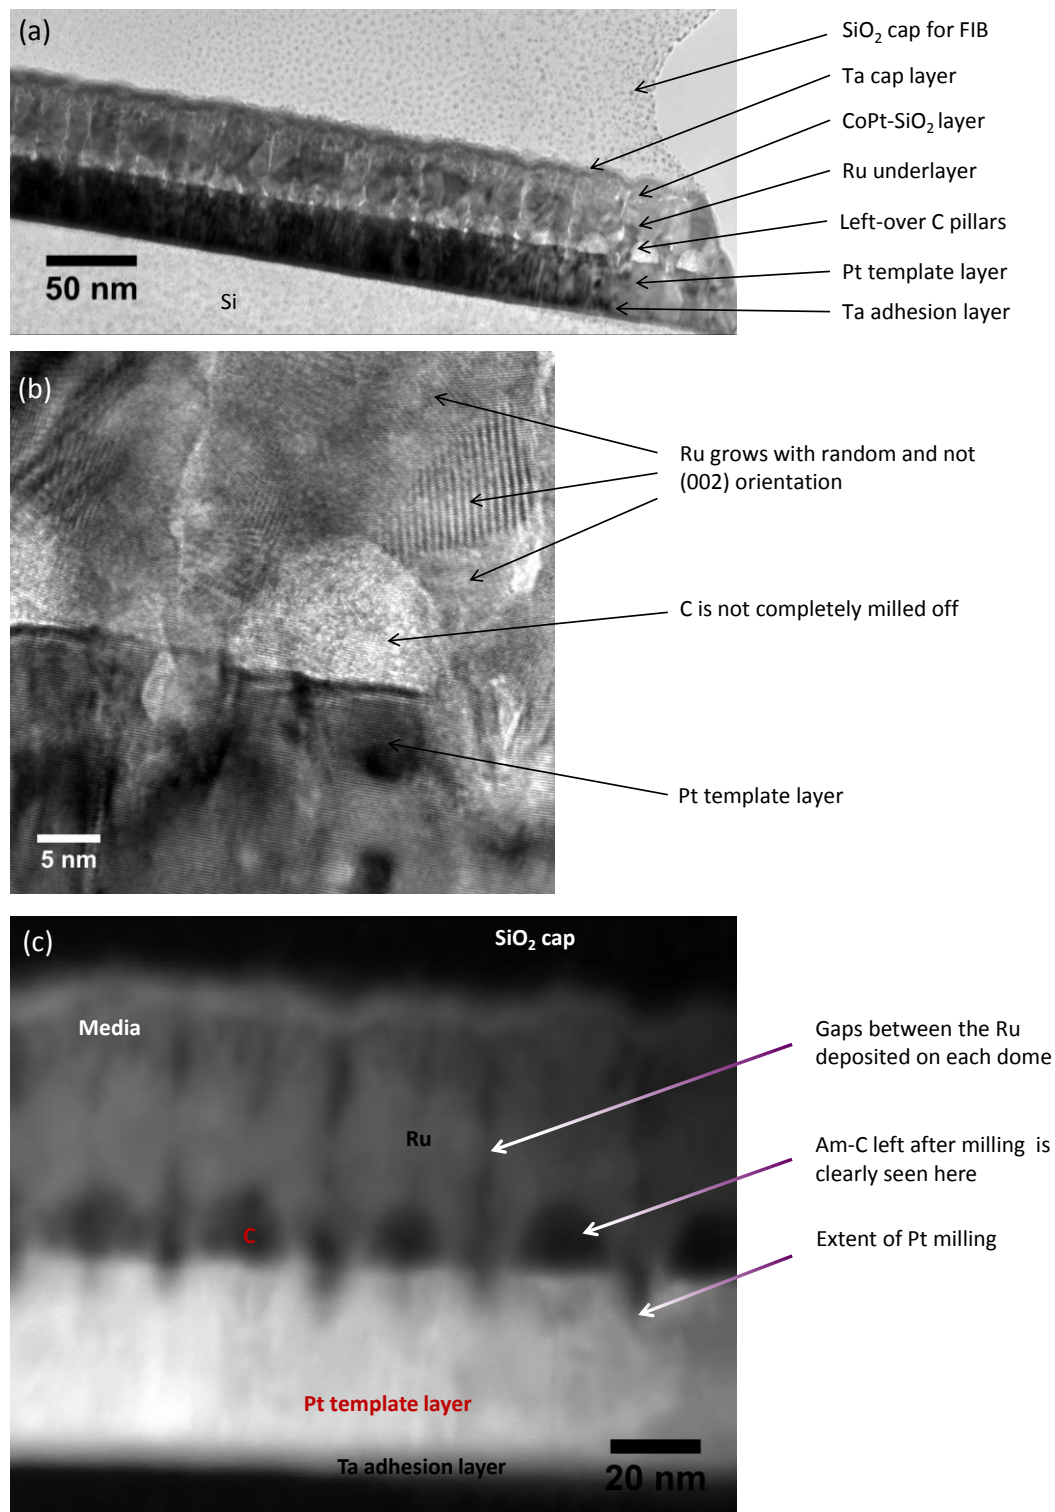 (a)
SiO₂ cap for FIB
Ta cap layer
CoPt-SiO₂ layer
Ru underlayer
Left-over C pillars
Pt template layer
Ta adhesion layer
50 nm
Si
(b)
Ru grows with random and not
(002) orientation
C is not completely milled off
Pt template layer
5 nm
(c)
SiO₂ cap
Media
Gaps between the Ru
deposited on each dome
Ru
Am-C left after milling is
clearly seen here
C
Extent of Pt milling
Pt template layer
Ta adhesion layer
20 nm